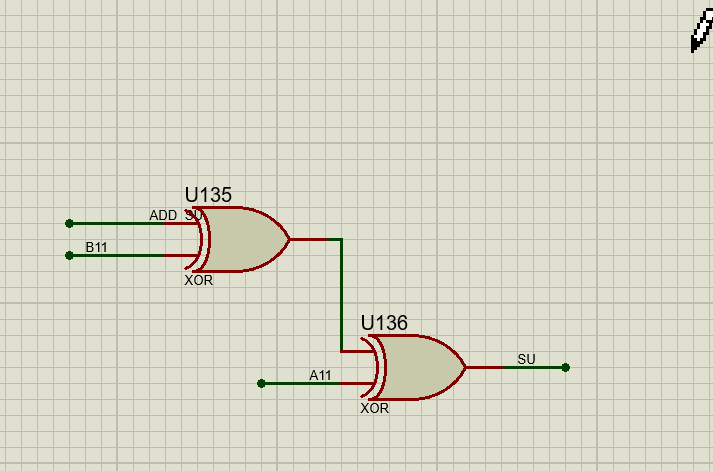 U135
ADD SU
B11
XOR
U136
A11
SU
XOR